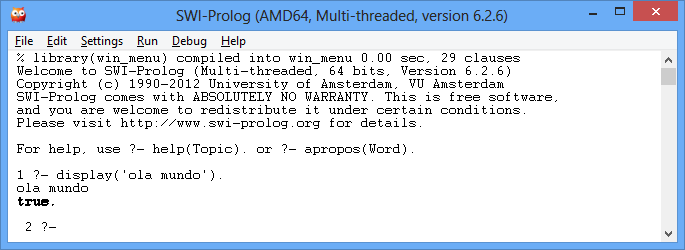 SWI-Prolog (AMD64, Multi-threaded, version 6.2.6)
File Edit Settings Run Debug Help
% library(win_menu) compiled into win_menu 0.00 sec, 29 clauses
Welcome to SWI-Prolog (Multi-threaded, 64 bits, Version 6.2.6)
Copyright (c) 1990-2012 University of Amsterdam, VU Amsterdam
SWI-Prolog comes with ABSOLUTELY NO WARRANTY. This is free software,
and you are welcome to redistribute it under certain conditions.
Please visit http://www.swi-prolog.org for details.
For help, use ?- help(Topic). or ?- apropos(Word).
1 ?- display('ola mundo').
ola mundo
true.
2 ?-